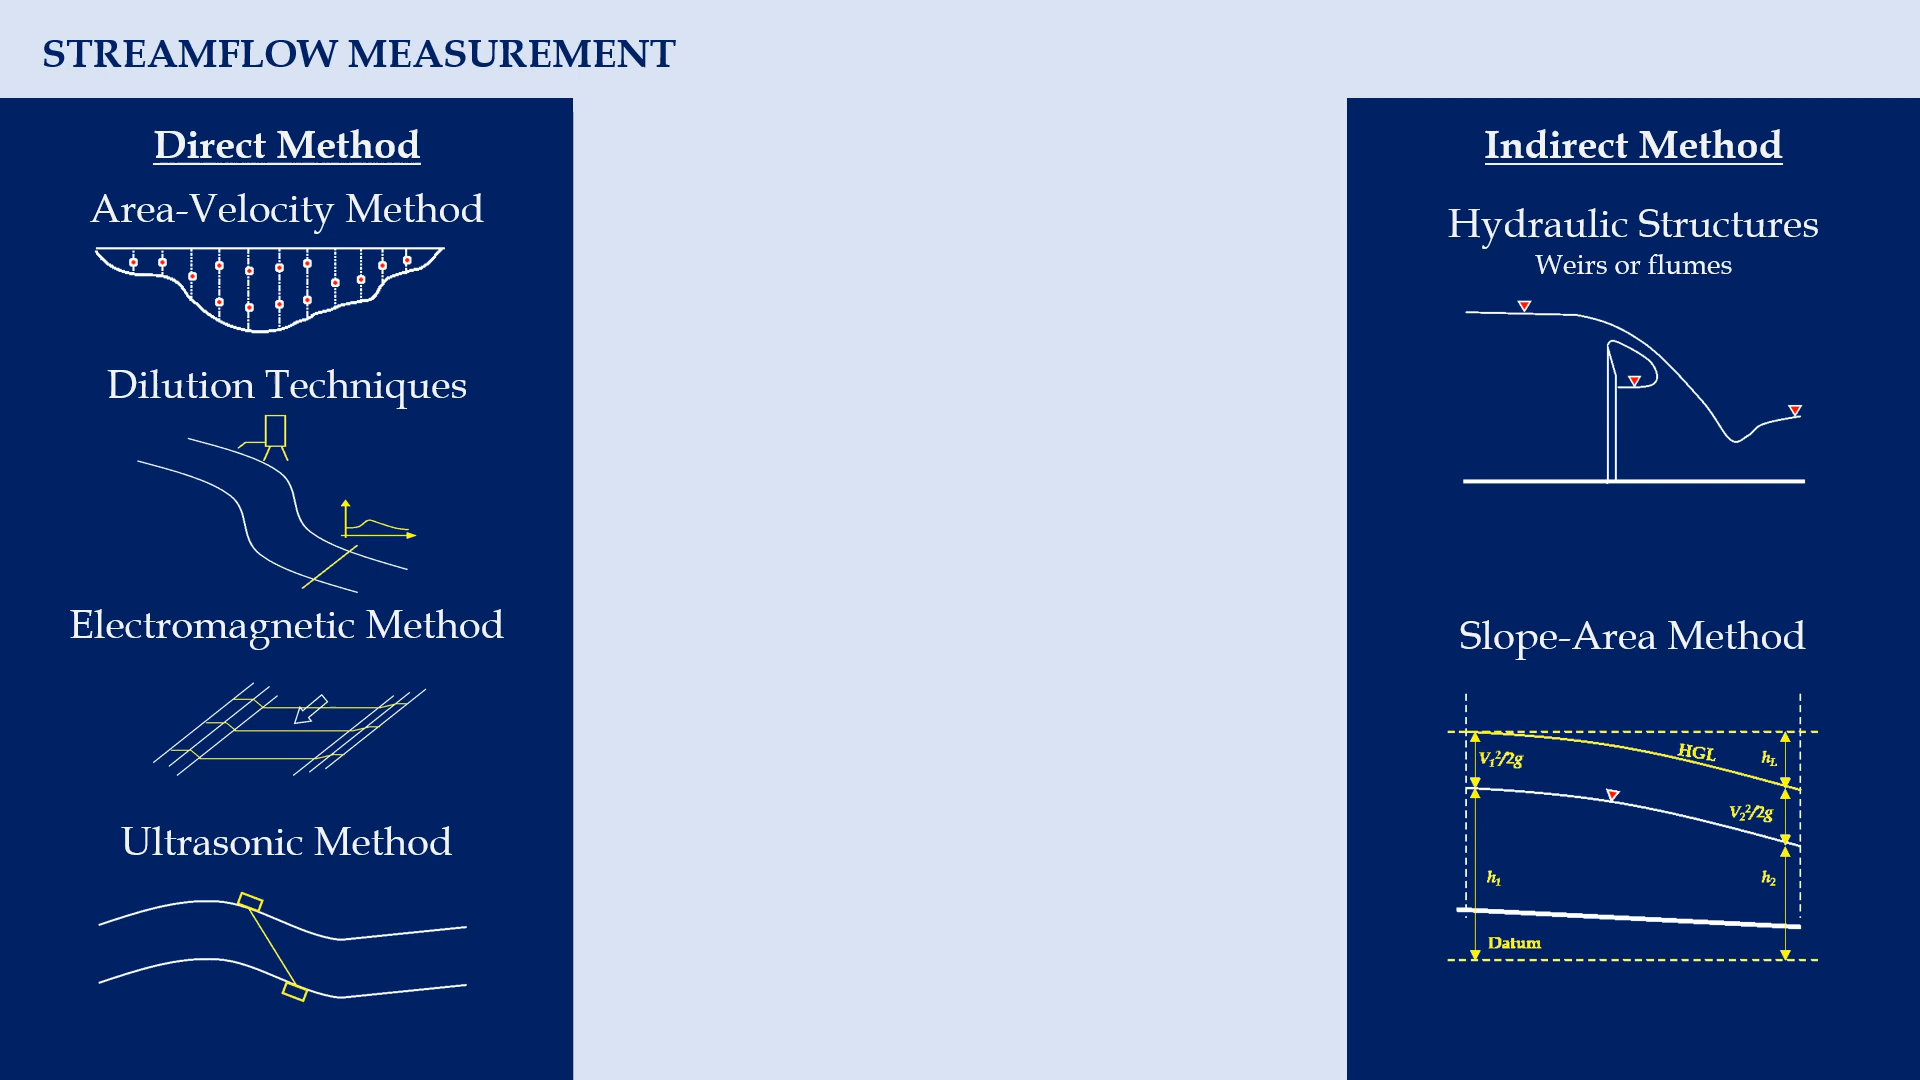 STREAMFLOW MEASUREMENT
Direct Method
Area-Velocity Method
Dilution Techniques
Electromagnetic Method
Ultrasonic Method
Indirect Method
Hydraulic Structures
Weirs or flumes
Slope-Area Method
HGL
V₁²/2g
h_L
V₂²/2g
h₁
h₂
Datum